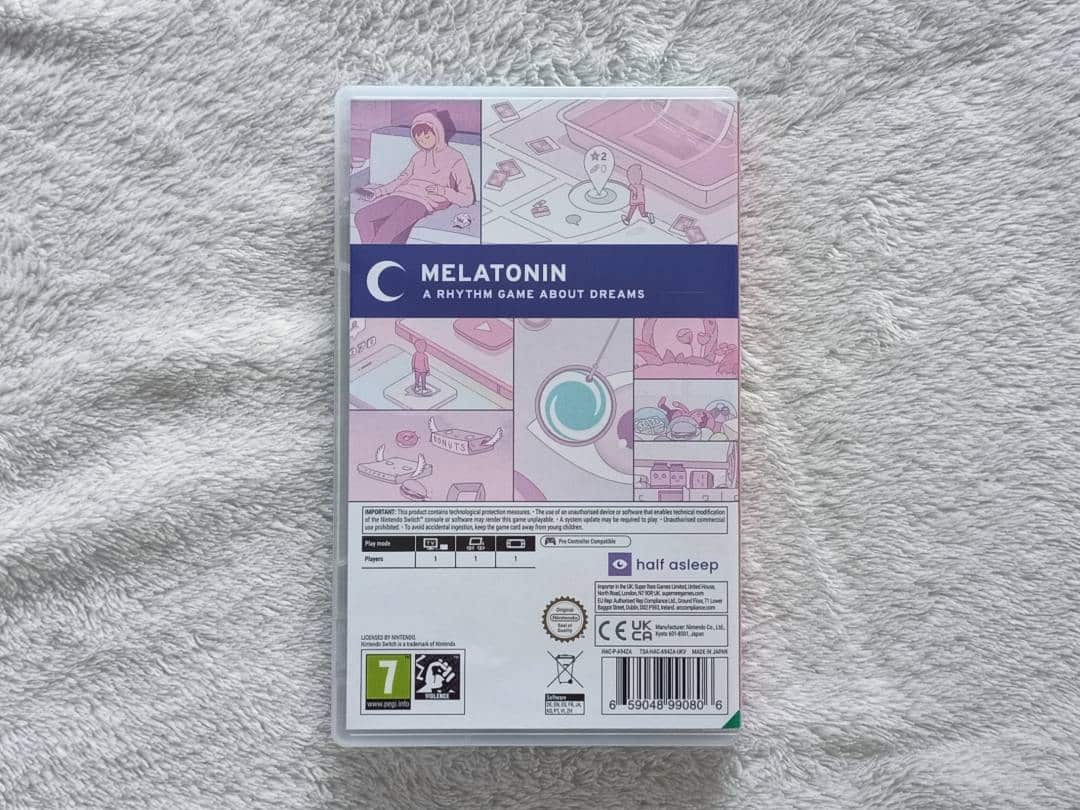 ★2
MELATONIN
A RHYTHM GAME ABOUT DREAMS
DONUTS
IMPORTANT: This product contains technological protection measures. • The use of an unauthorised device or software that enables technical modification
of the Nintendo Switch™ console or software may render this game unplayable. • A system update may be required to play. • Unauthorised commercial
use prohibited. • To avoid accidental ingestion, keep the game card away from young children.
Play mode TV
Pro Controller Compatible
Players 1 1 1
half asleep
Importer in the UK: Super Rare Games Limited, United House,
North Road, London, N7 9DP, UK. superraregames.com
EU Rep: Authorised Rep Compliance Ltd., Ground Floor, 71 Lower
Baggot Street, Dublin, D02 P593, Ireland. arccompliance.com
Original
Nintendo
Seal of
Quality
CE UK
CA
Manufacturer: Nintendo Co., Ltd.,
Kyoto 601-8501, Japan
LICENSED BY NINTENDO.
Nintendo Switch is a trademark of Nintendo.
HAC-P-A94ZA TSA-HAC-A94ZA-UKV MADE IN JAPAN
7
www.pegi.info
VIOLENCE
Software
6 59048 99080 6